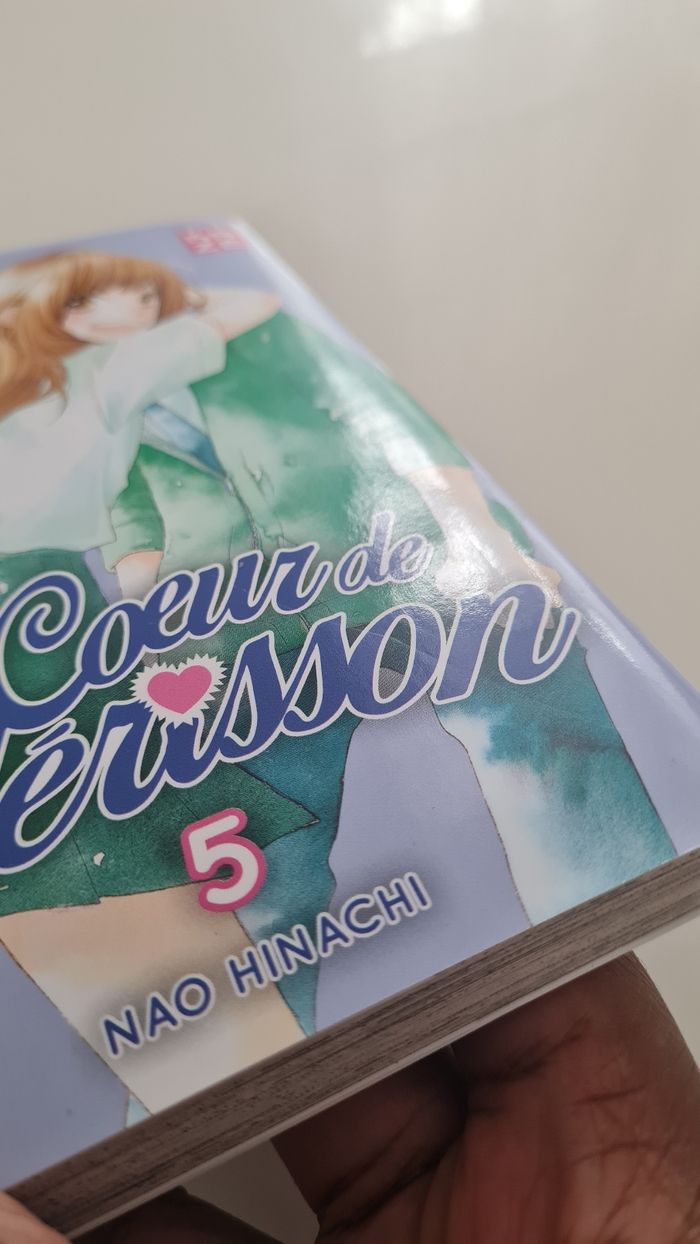 Coeur de
érisson
5
NAO HINACHI